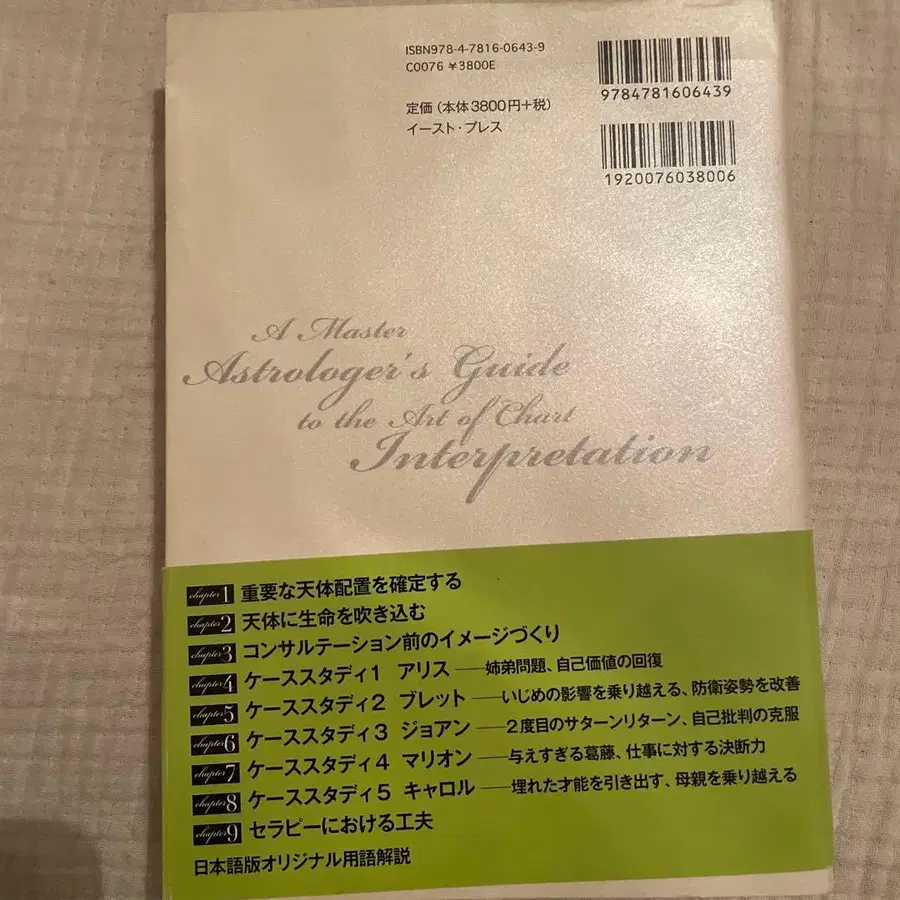 ISBN978-4-7816-0643-9
C0076 ¥3800E
定価(本体3800円+税)
イースト・プレス
9784781606439
1920076038006
A Master
Astrologer's Guide
to the Art of Chart
Interpretation
chapter1 重要な天体配置を確定する
chapter2 天体に生命を吹き込む
chapter3 コンサルテーション前のイメージづくり
chapter4 ケーススタディ1 アリス――姉弟問題、自己価値の回復
chapter5 ケーススタディ2 ブレット――いじめの影響を乗り越える、防衛姿勢を改善
chapter6 ケーススタディ3 ジョアン――2度目のサターンリターン、自己批判の克服
chapter7 ケーススタディ4 マリオン――与えすぎる葛藤、仕事に対する決断力
chapter8 ケーススタディ5 キャロル――埋れた才能を引き出す、母親を乗り越える
chapter9 セラピーにおける工夫
日本語版オリジナル用語解説